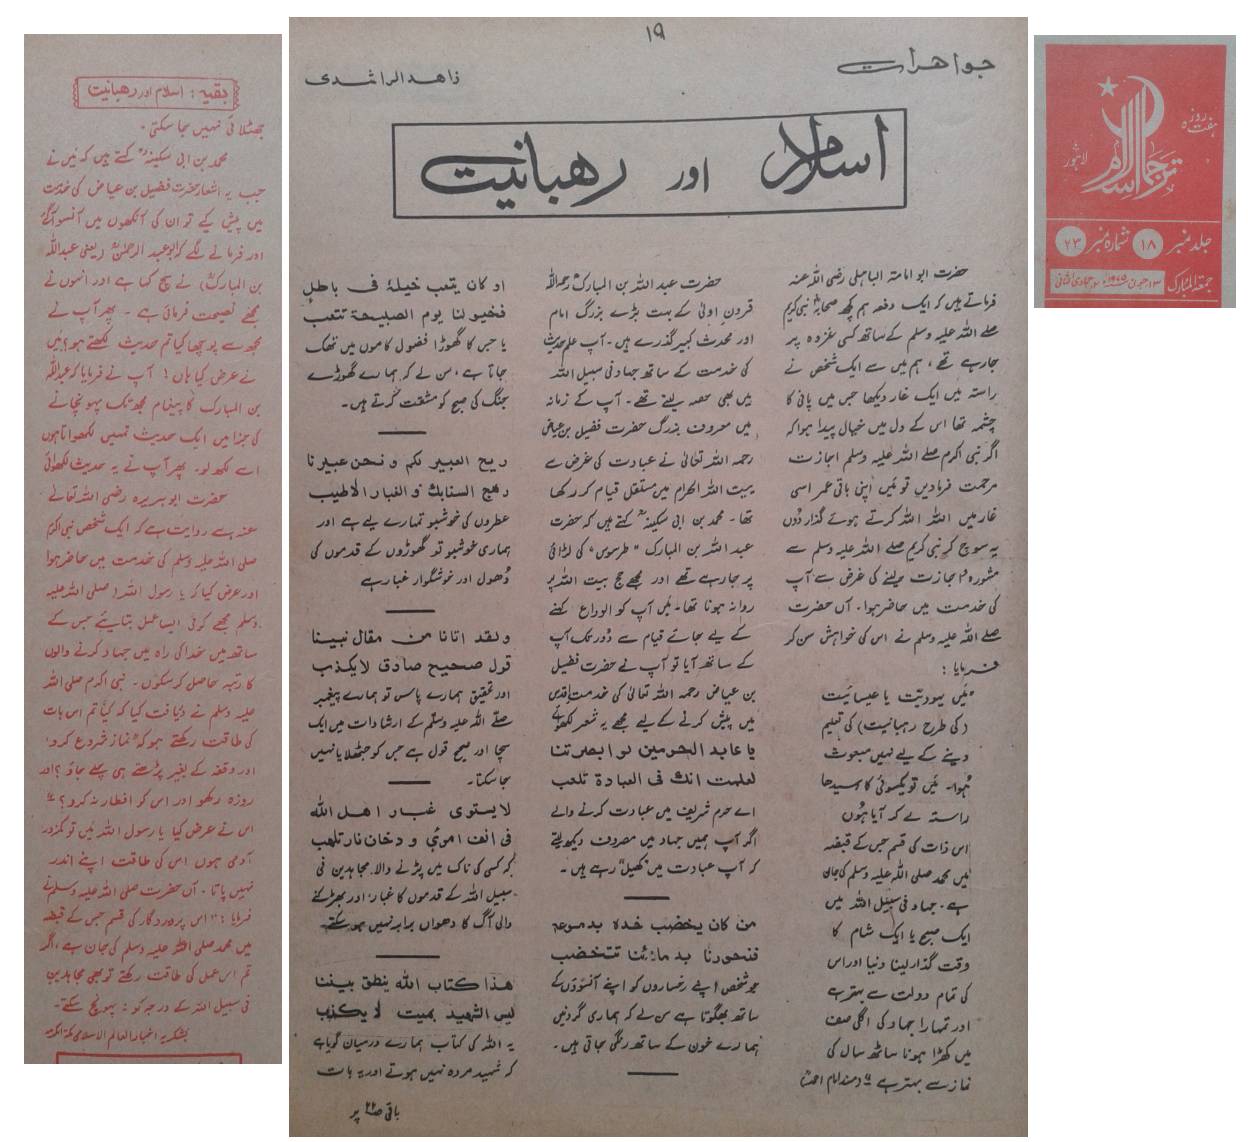 ۱۹
جواہرات
زاہدالراشدی
اسلام اور رھبانیت
حضرت ابو امامۃ الباہلی رضی اللہ عنہ
فرماتے ہیں کہ ایک دفعہ ہم کچھ صحابہؓ نبی کریم
صلے اللہ علیہ وسلم کے ساتھ کسی غزوہ پر
جا رہے تھے، ہم میں سے ایک شخص نے
راستہ میں ایک غار دیکھا جس میں پانی کا
چشمہ تھا اس کے دل میں خیال پیدا ہوا کہ
اگر نبی اکرم صلے اللہ علیہ وسلم اجازت
مرحمت فرمادیں تو میں اپنی باقی عمر اسی
غار میں اللہ اللہ کرتے ہوئے گذار دوں
یہ سوچ کر نبی کریم صلے اللہ علیہ وسلم سے
مشورہ اجازت لینے کی غرض سے آپ
کی خدمت میں حاضر ہوا۔ آں حضرت
صلے اللہ علیہ وسلم نے اس کی خواہش سن کر
فرمایا :
"میں یہودیت یا عیسائیت
(کی طرح رہبانیت) کی تعلیم
دینے کے لیے نہیں مبعوث
ہُوا۔ میں تو یکسوئی کا سیدھا
راستہ لے کر آیا ہُوں
اس ذات کی قسم جس کے قبضہ
میں محمد صلی اللہ علیہ وسلم کی جان
ہے۔ جہاد فی سبیل اللہ میں
ایک صبح یا ایک شام کا
وقت گذار لینا دنیا اور اس
کی تمام دولت سے بہتر ہے
اور تمہارا جہاد کی اگلی صف
میں کھڑا ہونا ساٹھ سال کی
نماز سے بہتر ہے" (مسند امام احمدؒ)
حضرت عبد اللہ بن المبارک رحمہ اللہ
قرونِ اولیٰ کے بہت بڑے بزرگ امام
اور محدث کبیر گذرے ہیں۔ آپ علمِ حدیث
کی خدمت کے ساتھ جہاد فی سبیل اللہ
میں بھی حصہ لیتے تھے۔ آپ کے زمانہ
میں معروف بزرگ حضرت فضیل بن عیاض
رحمہ اللہ تعالیٰ نے عبادت کی غرض سے
بیت اللہ الحرام میں مستقل قیام کر رکھا
تھا۔ محمد بن ابی سکینہؒ کہتے ہیں کہ حضرت
عبد اللہ بن المبارک "طرسوس" کی لڑائی
پر جا رہے تھے اور مجھے حج بیت اللہ پر
روانہ ہونا تھا۔ میں آپ کو الوداع کہنے
کے لیے جائے قیام سے دُور تک آپ
کے ساتھ آیا تو آپ نے حضرت فضیل
بن عیاض رحمہ اللہ تعالیٰ کی خدمتِ اقدس
میں پیش کرنے کے لیے مجھے یہ شعر لکھوائے
یا عابد الحرمین لو ابصرتنا
لعلمت انک فی العبادۃ تلعب
اے حرم شریف میں عبادت کرنے والے
اگر آپ ہمیں جہاد میں مصروف دیکھ لیتے
کر آپ عبادت میں "کھیل" رہے ہیں۔
من کان یخضب خدہ بدموعہ
فنحورنا بدمائنا تتخضب
جو شخص اپنے رخساروں کو اپنے آنسوؤں کے
ساتھ بھگوتا ہے سن لے کہ ہماری گردنیں
ہمارے خون کے ساتھ رنگی جاتی ہیں۔
او کان یتعب خیلہ فی باطل
فخیولنا یوم الصبیحۃ تتعب
یا جس کا گھوڑا فضول کاموں میں تھک
جاتا ہے، سن لے کہ ہمارے گھوڑے
جنگ کی صبح کو مشقت کرتے ہیں۔
ریح العبیر لکم و نحن عبیرنا
رھج السنابک و الغبار الاطیب
عطروں کی خوشبو تمہارے لیے ہے اور
ہماری خوشبو تو گھوڑوں کے قدموں کی
دُھول اور خوشگوار غبار ہے
ولقد اتانا من مقال نبینا
قول صحیح صادق لا یکذب
اور تحقیق ہمارے پاس تو ہمارے پیغمبر
صلے اللہ علیہ وسلم کے ارشادات میں ایک
سچا اور صحیح قول ہے جس کو جھٹلایا نہیں
جا سکتا۔
لا یستوی غبار اھل اللہ
فی انف امرئ و دخان نار تلھب
کہ کسی کی ناک میں پڑنے والا مجاہدین فی
سبیل اللہ کے قدموں کا غبار اور بھڑکنے
والی آگ کا دھواں برابر نہیں ہو سکتے
ھذا کتاب اللہ ینطق بیننا
لیس الشھید بمیت لا یکذب
یہ اللہ کی کتاب ہمارے درمیان گویا ہے
کہ شہید مردہ نہیں ہوتے اور یہ بات
باقی ص۲۲ پر
بقیہ : اسلام اور رھبانیت
جھٹلائی نہیں جا سکتی۔
محمد بن ابی سکینہؒ کہتے ہیں کہ میں نے
جب یہ اشعار حضرت فضیل بن عیاض کی خدمت
میں پیش کیے تو ان کی آنکھوں میں آنسو آ گئے
اور فرمانے لگے کہ ابو عبد الرحمٰنؒ (یعنی عبداللہ
بن المبارکؒ) نے سچ کہا ہے اور انہوں نے
مجھے نصیحت فرمائی ہے۔ پھر آپ نے
مجھ سے پوچھا کیا تم حدیث لکھتے ہو؟ میں
نے عرض کیا ہاں! آپ نے فرمایا کہ عبداللہ
بن المبارک کا پیغام مجھ تک پہونچانے
کی جزا میں ایک حدیث تمہیں لکھواتا ہوں
اسے لکھ لو۔ پھر آپ نے یہ حدیث لکھوائی
حضرت ابو ہریرہ رضی اللہ تعالیٰ
عنہ سے روایت ہے کہ ایک شخص نبی اکرم
صلی اللہ علیہ وسلم کی خدمت میں حاضر ہوا
اور عرض کیا کہ یا رسول اللہ (صلی اللہ علیہ
وسلم) مجھے کوئی ایسا عمل بتائیے جس کے
ساتھ میں خدا کی راہ میں جہاد کرنے والوں
کا رتبہ حاصل کر سکوں۔ نبی اکرم صلی اللہ
علیہ وسلم نے دریافت کیا کہ کیا تم اس بات
کی طاقت رکھتے ہو کہ نماز شروع کرو
اور وقفہ کے بغیر پڑھتے ہی چلے جاؤ؟ اور
روزہ رکھو اور اس کو افطار نہ کرو؟"
اس نے عرض کیا یا رسول اللہ میں تو کمزور
آدمی ہوں اس کی طاقت اپنے اندر
نہیں پاتا۔ آں حضرت صلی اللہ علیہ وسلم نے
فرمایا "اس پروردگار کی قسم جس کے قبضہ
میں محمد صلی اللہ علیہ وسلم کی جان ہے، اگر
تم اس عمل کی طاقت رکھتے تو بھی مجاہدین
فی سبیل اللہ کے درجہ کو نہ پہونچ سکتے۔
بشکریہ اخبار العالم الاسلامی مکۃ المکرمہ
ہفت روزہ
ترجمان اسلام
لاہور
جلد نمبر ۱۸ شمارہ نمبر ۲۳
جمعۃ المبارک ۱۳ جون ۱۹۷۵ء جمادی الثانی